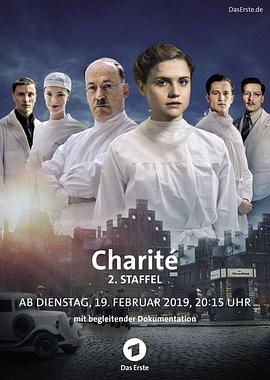 DasErste.de
Charité
2. STAFFEL
AB DIENSTAG, 19. FEBRUAR 2019, 20:15 UHR
mit begleitender Dokumentation
Das Erste